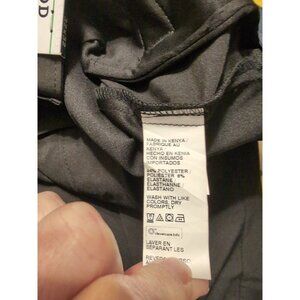 MADE IN KENYA /
FABRIQUE AU
KENYA
HECHO EN KENIA
CON INSUMOS
IMPORTADOS
POLYESTER
ELASTANE
ELASTHANNE
ELASTANO
WASH WITH LIKE
COLORS, DRY
PROMPTLY
LAVER EN
SEPARANT LES